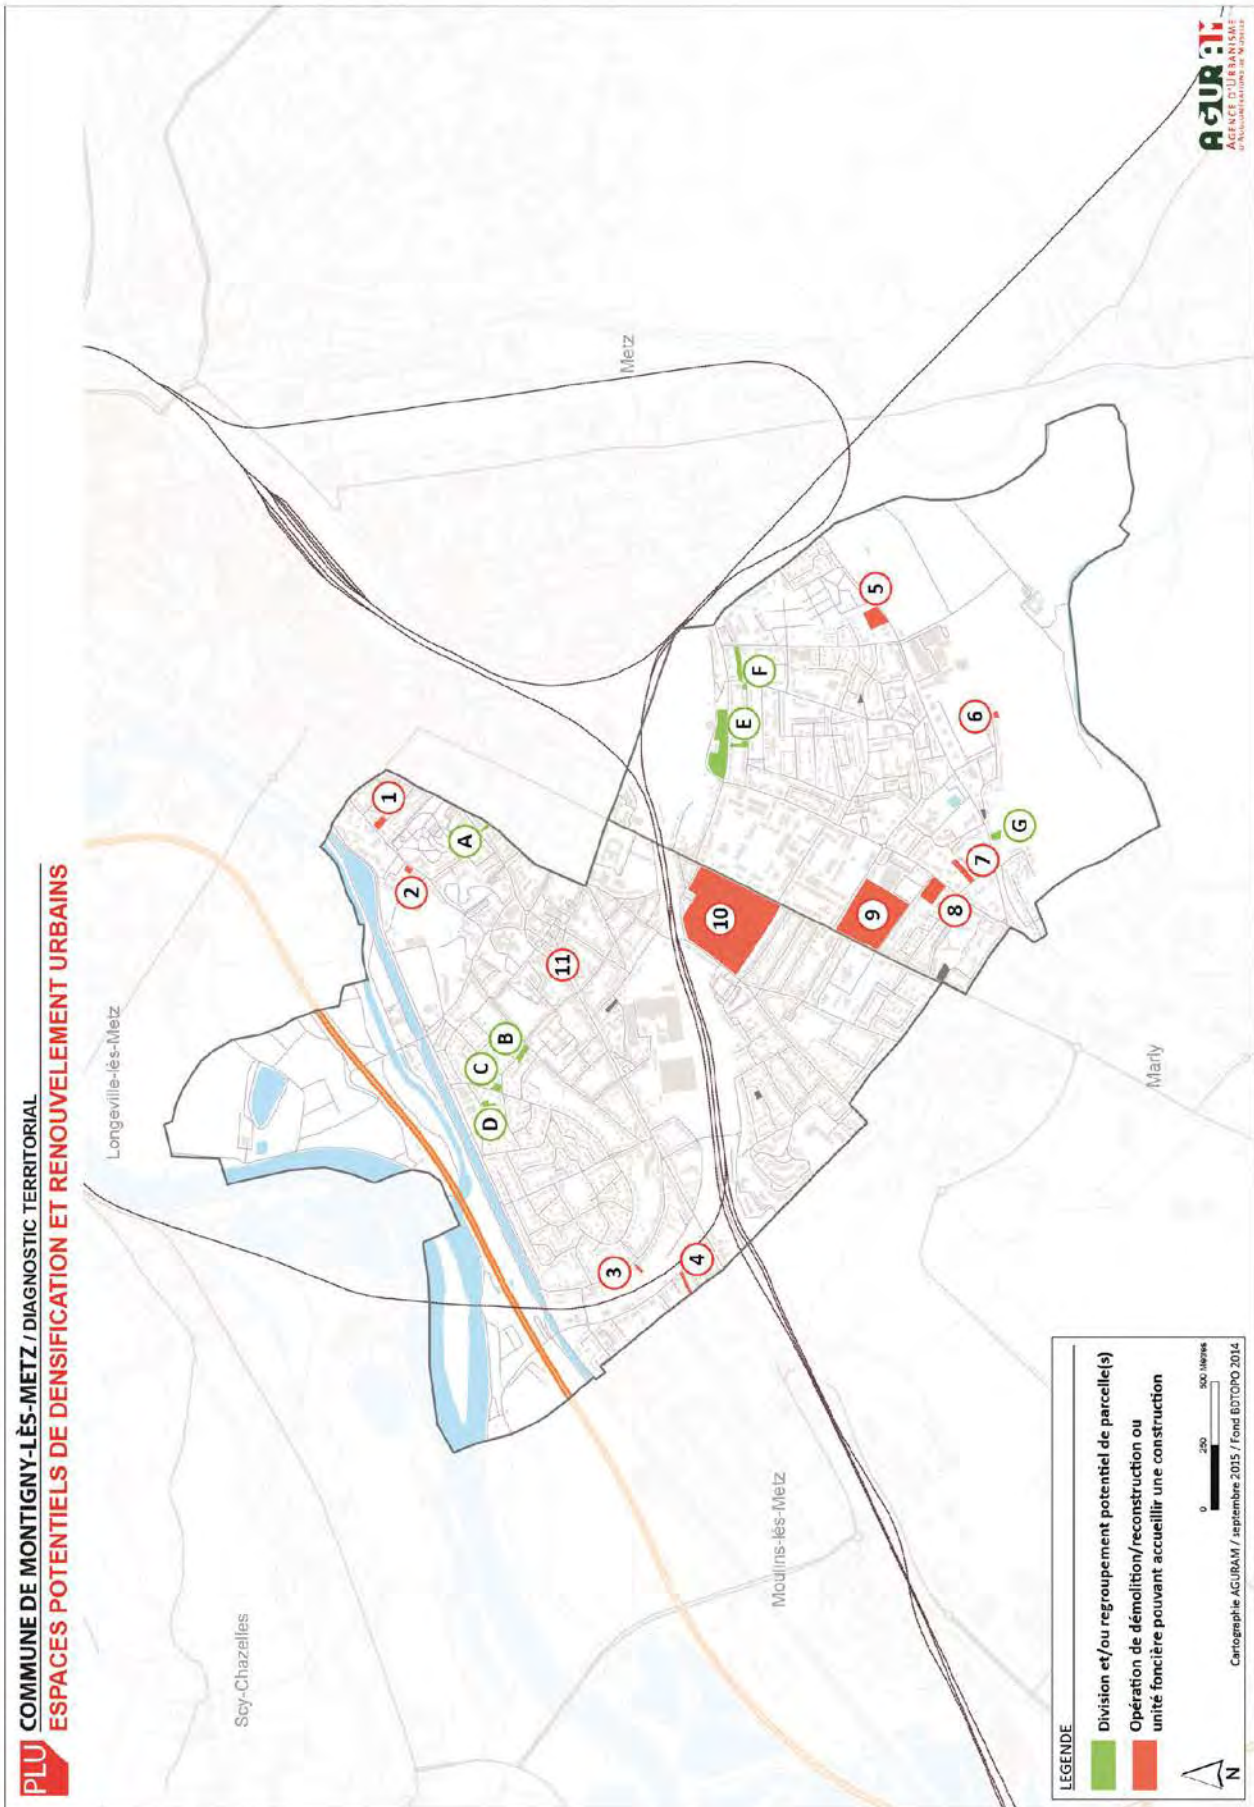 PLU COMMUNE DE MONTIGNY-LÈS-METZ / DIAGNOSTIC TERRITORIAL
ESPACES POTENTIELS DE DENSIFICATION ET RENOUVELEMENT URBAINS
Longeville-lès-Metz
Scy-Chazelles
Metz
Moulins-lès-Metz
Marly
1
2
A
11
B
C
D
3
4
5
F
E
6
G
7
8
9
10
LEGENDE
Division et/ou regroupement potentiel de parcelle(s)
Opération de démolition/reconstruction ou
unité foncière pouvant accueillir une construction
N
0 250 500 Mètres
Cartographie AGURAM / septembre 2015 / Fond BDTOPO 2014
AGURAM
AGENCE D'URBANISME